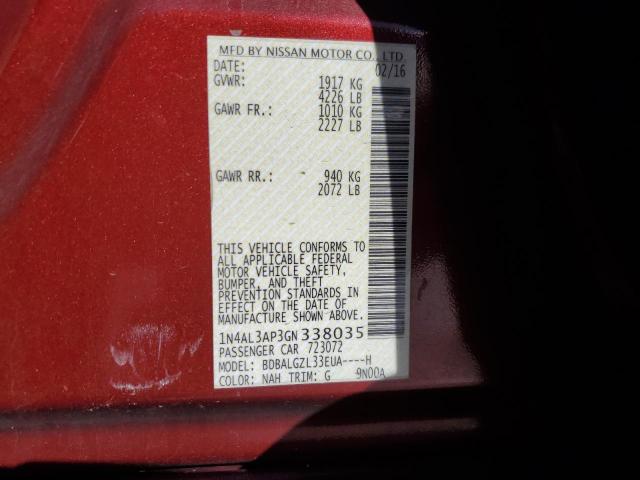 MFD BY NISSAN MOTOR CO., LTD
DATE: 02/16
GVWR: 1917 KG
4226 LB
GAWR FR.: 1010 KG
2227 LB
GAWR RR.: 940 KG
2072 LB
THIS VEHICLE CONFORMS TO
ALL APPLICABLE FEDERAL
MOTOR VEHICLE SAFETY,
BUMPER, AND THEFT
PREVENTION STANDARDS IN
EFFECT ON THE DATE OF
MANUFACTURE SHOWN ABOVE.
1N4AL3AP3GN338035
PASSENGER CAR 723072
MODEL: BDBALGZL33EUA----H
COLOR: NAH TRIM: G 9N00A